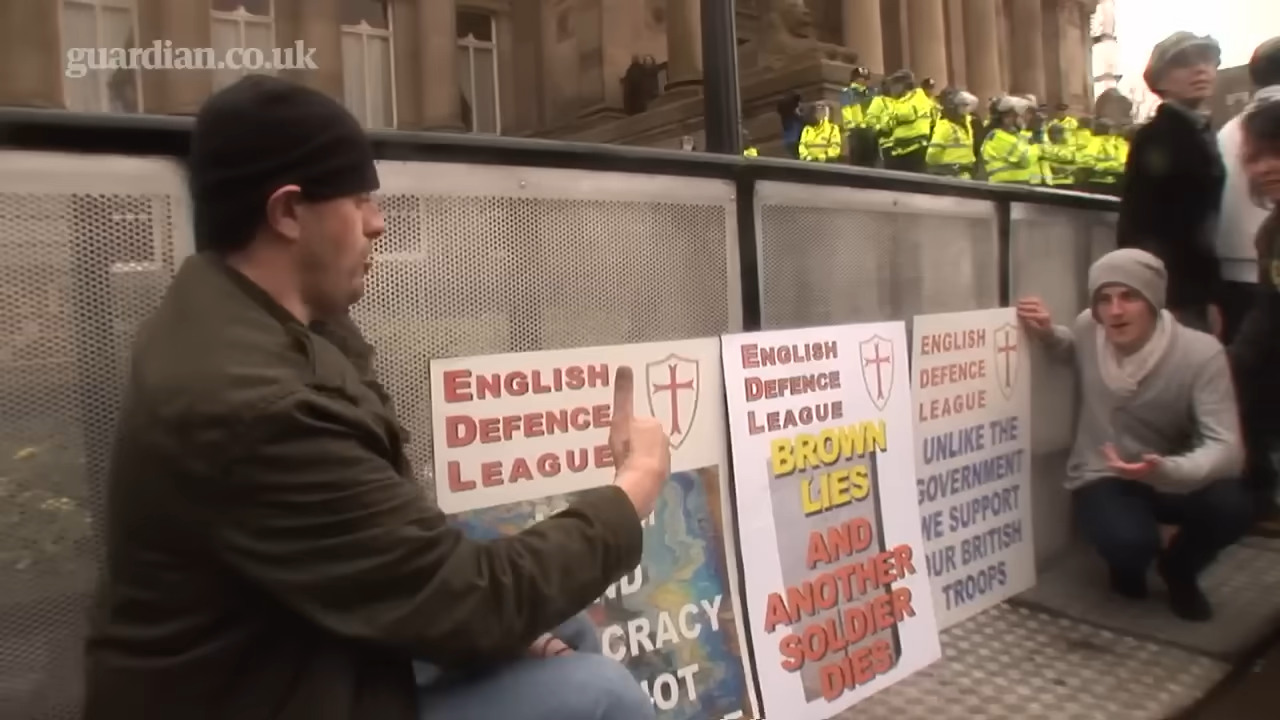 guardian.co.uk
ENGLISH
DEFENCE
LEAGUE
CRACY
ENGLISH
DEFENCE
LEAGUE
BROWN
LIES
AND
ANOTHER
SOLDIER
DIES
ENGLISH
DEFENCE
LEAGUE
UNLIKE THE
GOVERNMENT
WE SUPPORT
OUR BRITISH
TROOPS